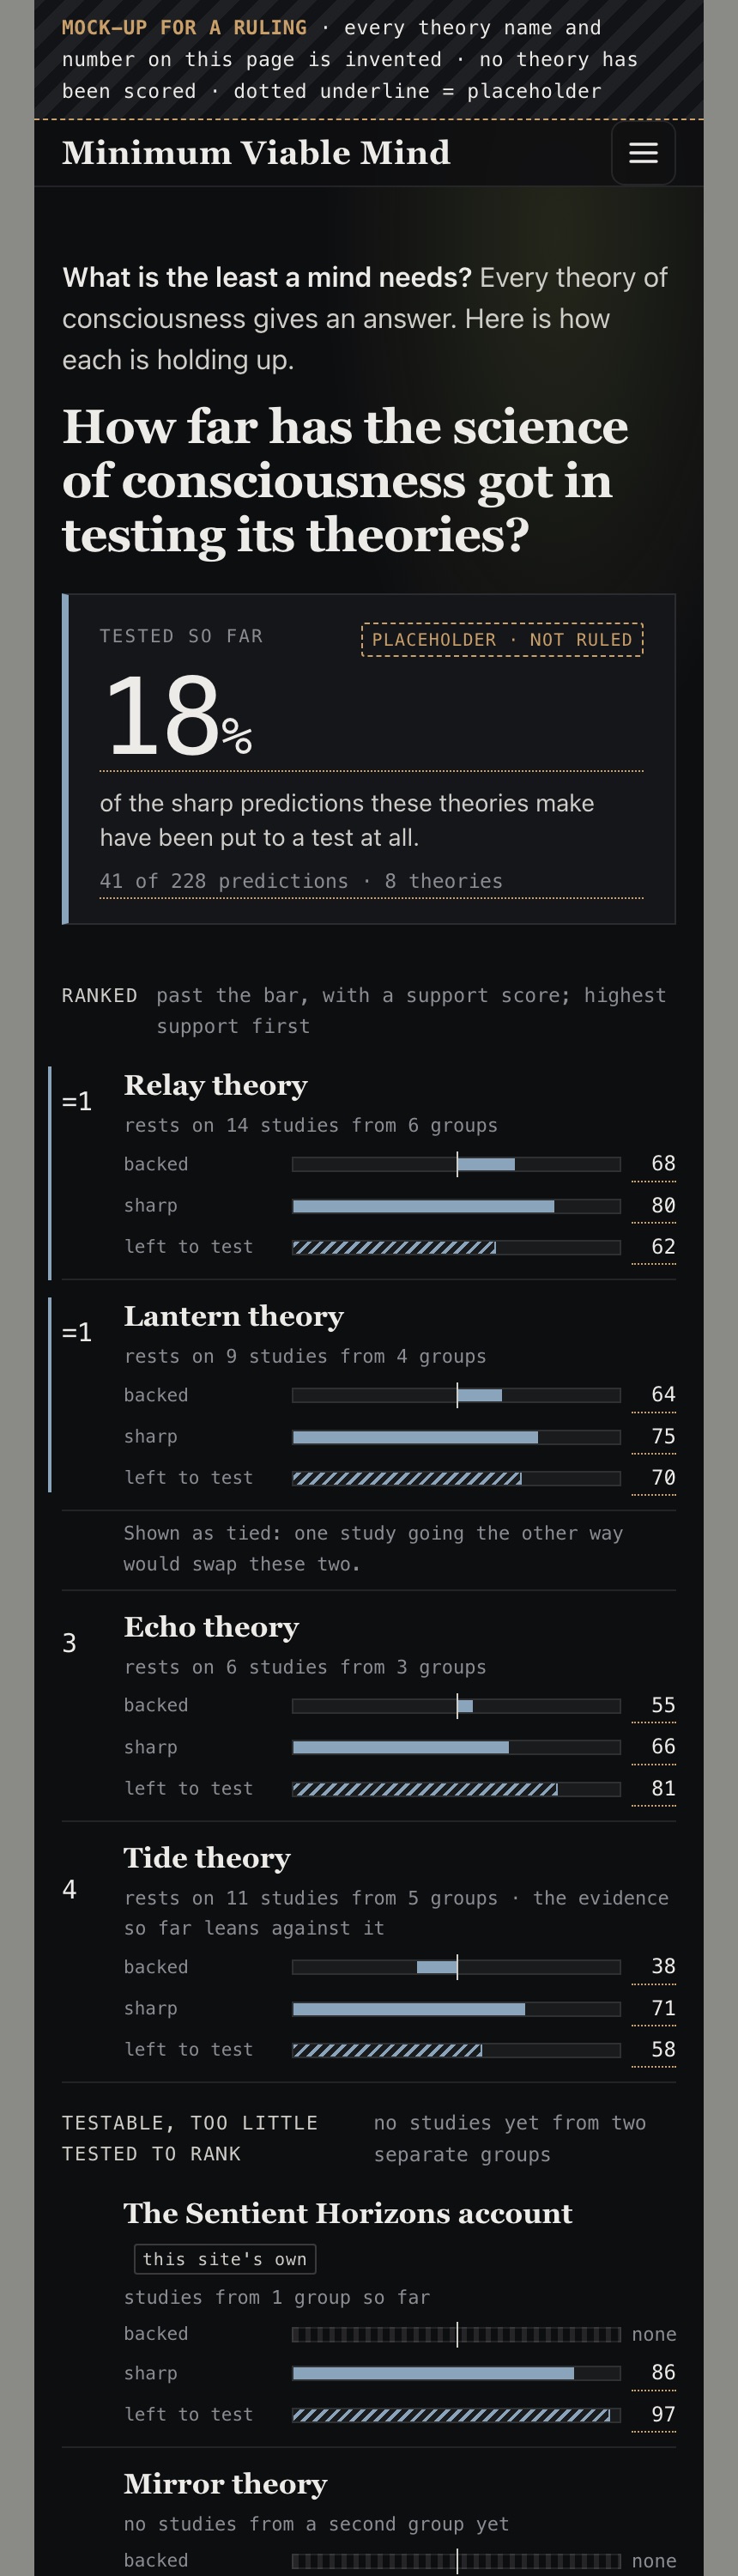 MOCK-UP FOR A RULING · every theory name and
number on this page is invented · no theory has
been scored · dotted underline = placeholder
Minimum Viable Mind
What is the least a mind needs? Every theory of
consciousness gives an answer. Here is how
each is holding up.
How far has the science
of consciousness got in
testing its theories?
TESTED SO FAR
PLACEHOLDER · NOT RULED
18%
of the sharp predictions these theories make
have been put to a test at all.
41 of 228 predictions · 8 theories
RANKED past the bar, with a support score; highest
support first
=1 Relay theory
rests on 14 studies from 6 groups
backed 68
sharp 80
left to test 62
=1 Lantern theory
rests on 9 studies from 4 groups
backed 64
sharp 75
left to test 70
Shown as tied: one study going the other way
would swap these two.
3 Echo theory
rests on 6 studies from 3 groups
backed 55
sharp 66
left to test 81
4 Tide theory
rests on 11 studies from 5 groups · the evidence
so far leans against it
backed 38
sharp 71
left to test 58
TESTABLE, TOO LITTLE
TESTED TO RANK
no studies yet from two
separate groups
The Sentient Horizons account
this site's own
studies from 1 group so far
backed none
sharp 86
left to test 97
Mirror theory
no studies from a second group yet
backed none